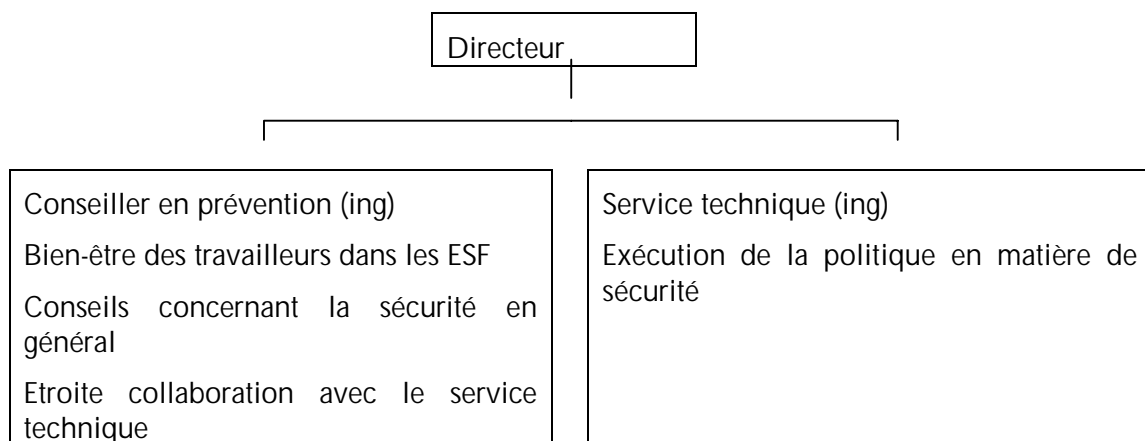 Directeur
Conseiller en prévention (ing)
Bien-être des travailleurs dans les ESF
Conseils concernant la sécurité en
général
Etroite collaboration avec le service
technique
Service technique (ing)
Exécution de la politique en matière de
sécurité